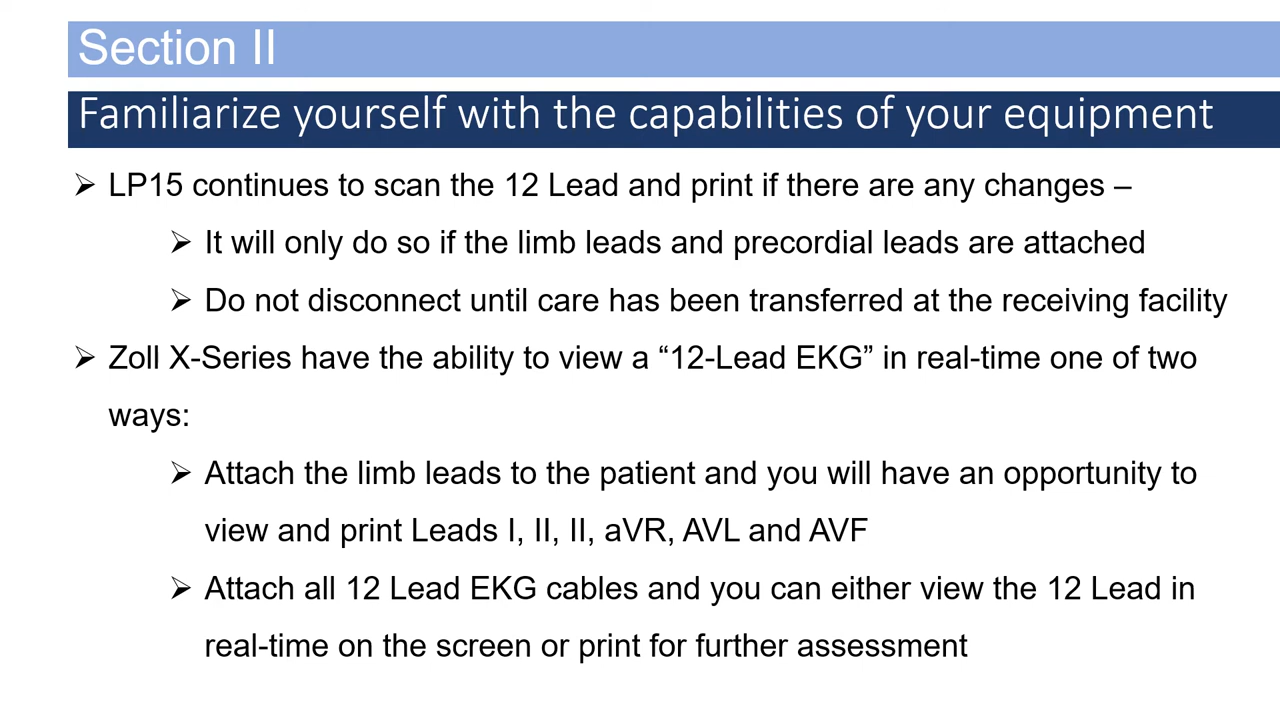 Section II
Familiarize yourself with the capabilities of your equipment
➢ LP15 continues to scan the 12 Lead and print if there are any changes –
➢ It will only do so if the limb leads and precordial leads are attached
➢ Do not disconnect until care has been transferred at the receiving facility
➢ Zoll X-Series have the ability to view a “12-Lead EKG” in real-time one of two
ways:
➢ Attach the limb leads to the patient and you will have an opportunity to
view and print Leads I, II, II, aVR, AVL and AVF
➢ Attach all 12 Lead EKG cables and you can either view the 12 Lead in
real-time on the screen or print for further assessment